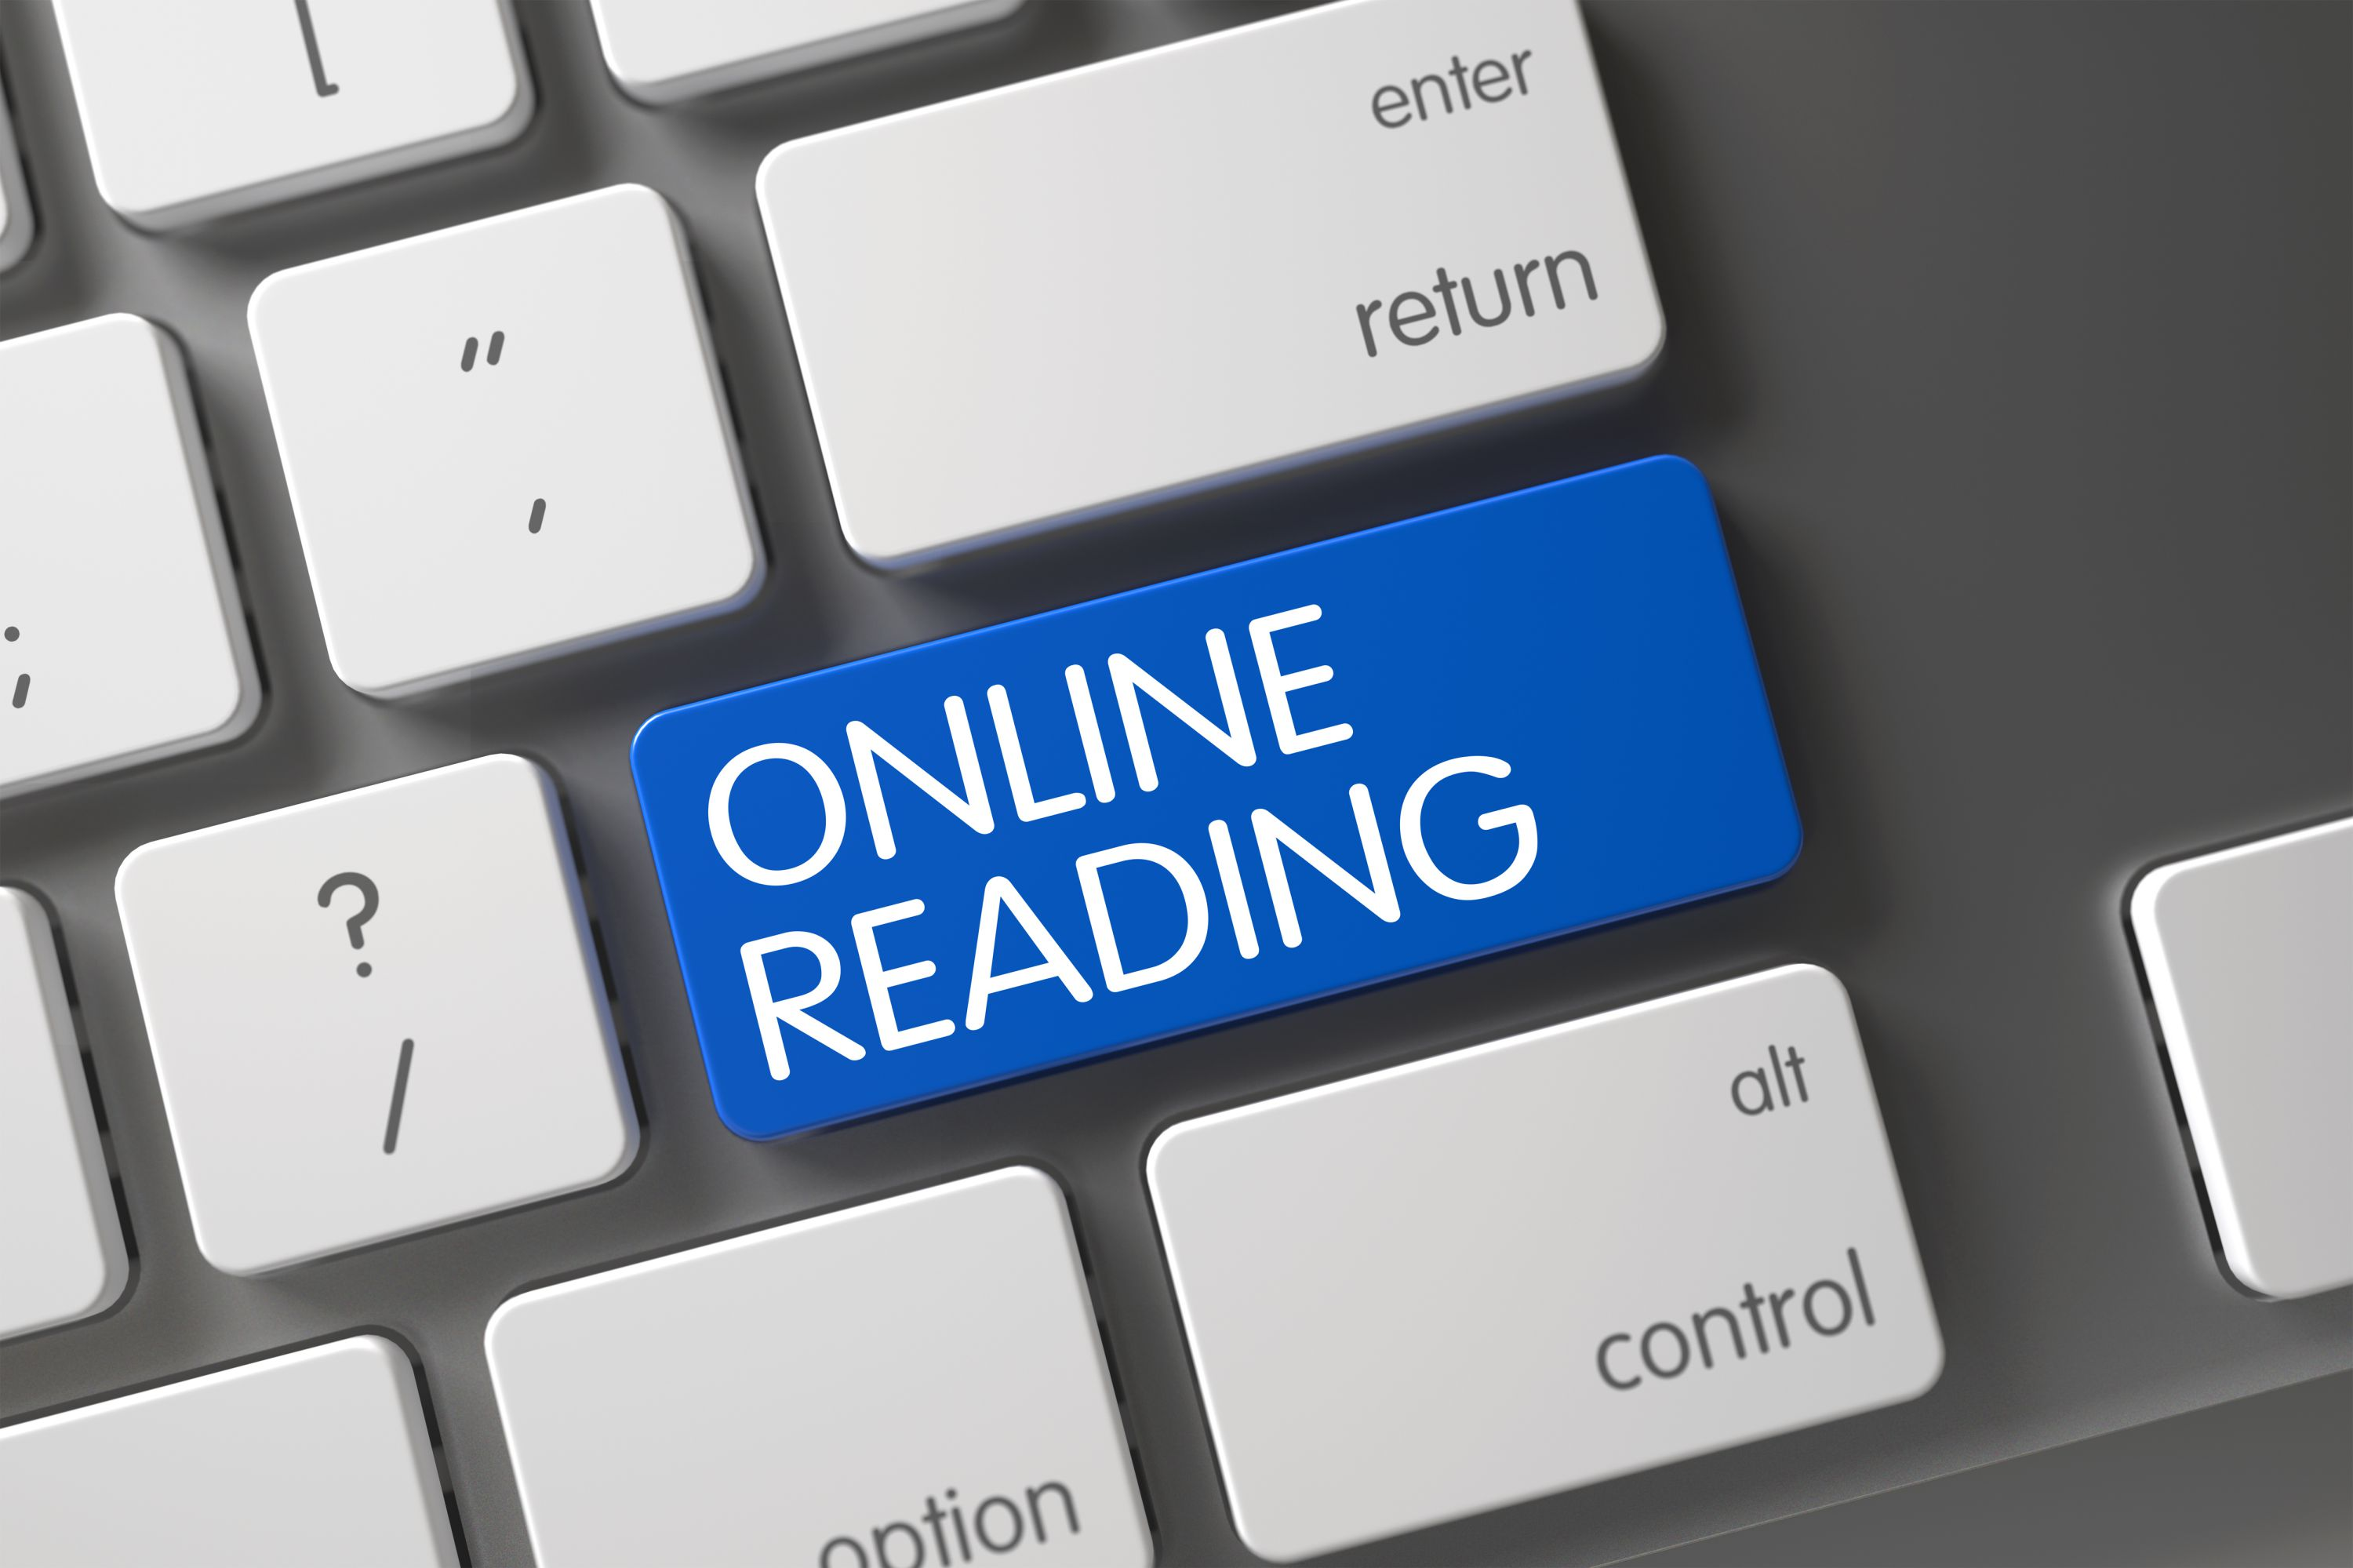 [
enter
return
"
'
;
ONLINE
READING
?
/
alt
control
option